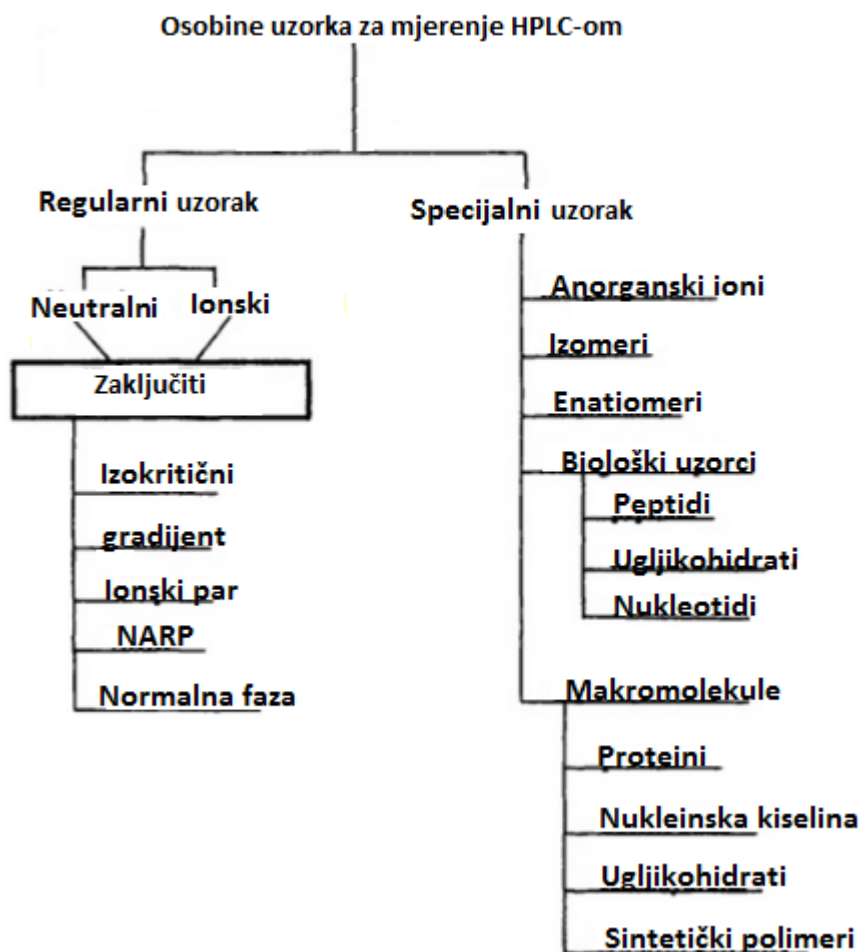 Osobine uzorka za mjerenje HPLC-om
Regularni uzorak
Neutralni
Ionski
Zaključiti
Izokritični
gradijent
Ionski par
NARP
Normalna faza
Specijalni uzorak
Anorganski ioni
Izomeri
Enatiomeri
Biološki uzorci
Peptidi
Ugljikohidrati
Nukleotidi
Makromolekule
Proteini
Nukleinska kiselina
Ugljikohidrati
Sintetički polimeri